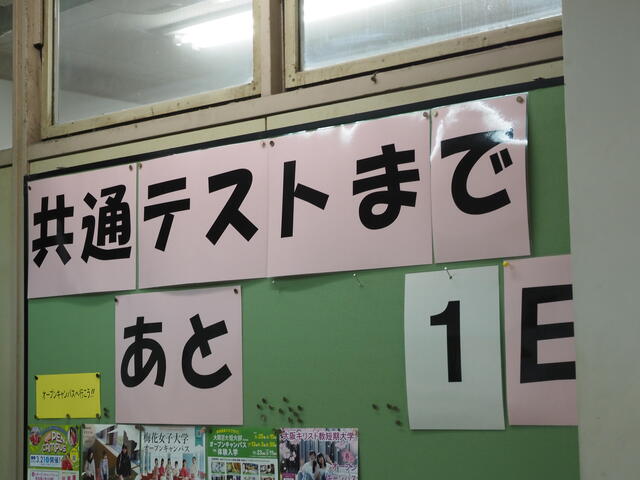 共通テストまで
あと 1日
オープンキャンパスへ行こう!!
3.21
梅花女子大学
オープンキャンパス
体験入学
大阪キリスト教短期大学